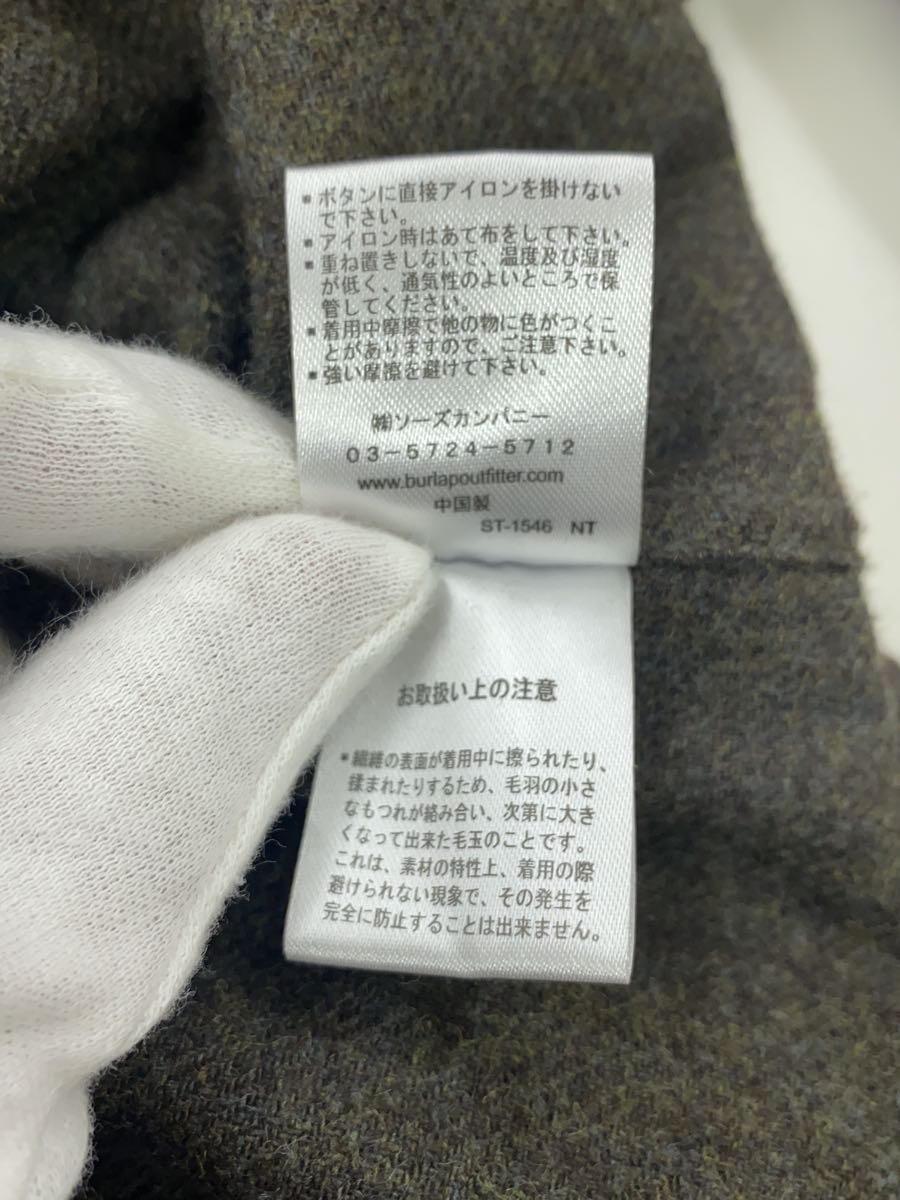 ▪ボタンに直接アイロンを掛けない
で下さい。
▪アイロン時はあて布をして下さい。
▪重ね置きしないで、温度及び湿度
が低く、通気性のよいところで保
管してください。
▪着用中摩擦で他の物に色がつくこ
とがありますので、ご注意下さい。
▪強い摩擦を避けて下さい。
㈱ソーズカンパニー
03-5724-5712
www.burlapoutfitter.com
中国製
ST-1546 NT
お取扱い上の注意
*繊維の表面が着用中に擦られたり、
揉まれたりするため、毛羽の小さ
なもつれが絡み合い、次第に大き
くなって出来た毛玉のことです。
これは、素材の特性上、着用の際
避けられない現象で、その発生を
完全に防止することは出来ません。